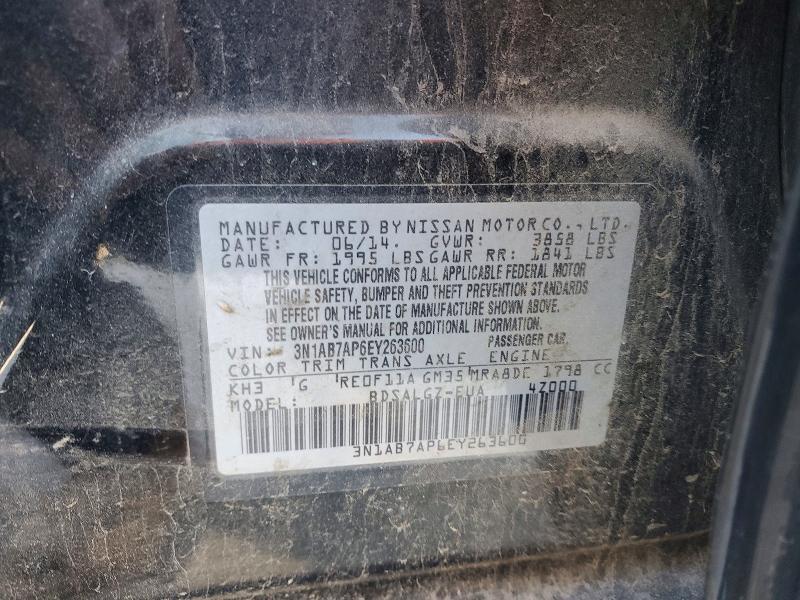 MANUFACTURED BY NISSAN MOTOR CO., LTD.
DATE: 06/14. GVWR: 3858 LBS
GAWR FR: 1995 LBS GAWR RR: 1841 LBS
THIS VEHICLE CONFORMS TO ALL APPLICABLE FEDERAL MOTOR
VEHICLE SAFETY, BUMPER AND THEFT PREVENTION STANDARDS
IN EFFECT ON THE DATE OF MANUFACTURE SHOWN ABOVE.
SEE OWNER'S MANUAL FOR ADDITIONAL INFORMATION.
VIN: 3N1AB7AP6EY263600 PASSENGER CAR.
COLOR TRIM TRANS AXLE ENGINE
KH3 G RE0F11A GM35 MRA8DE 1798 CC
MODEL: BDSALGZ-EUA 4Z000
3N1AB7AP6EY263600